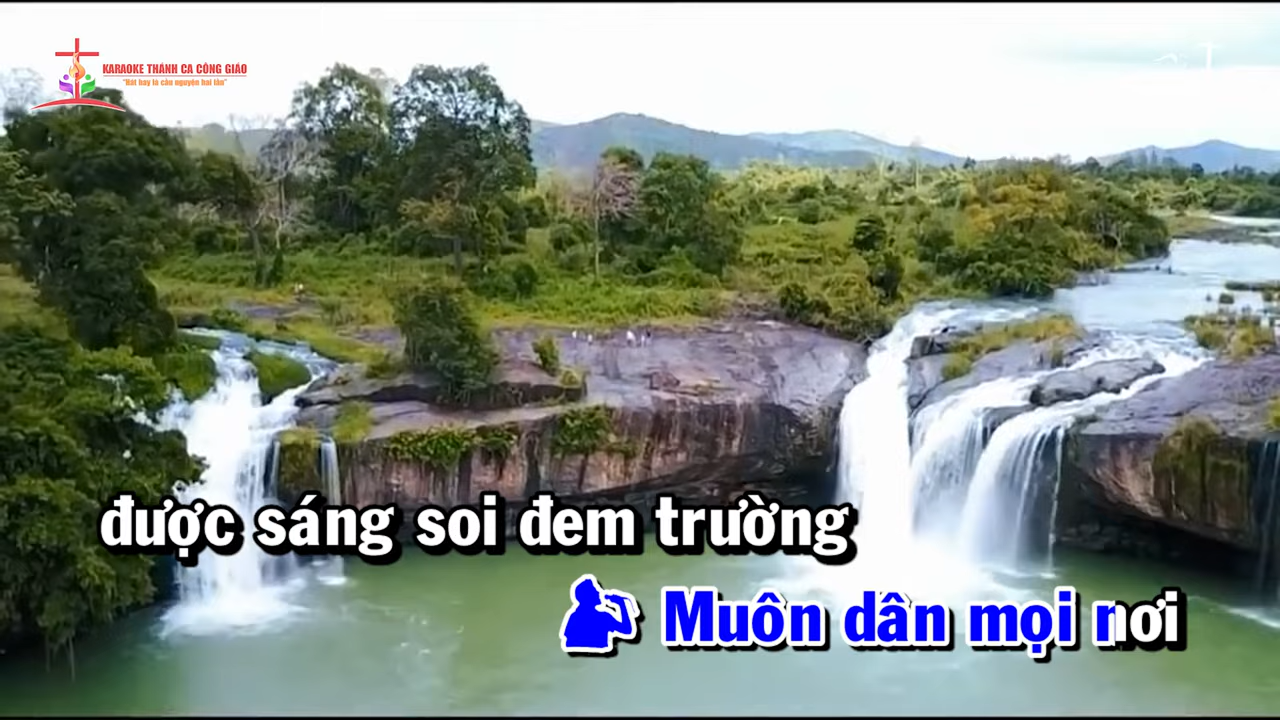 KARAOKE THÁNH CA CÔNG GIÁO
"Hát hay là cầu nguyện hai lần"
được sáng soi đem trường
Muôn dân mọi nơi